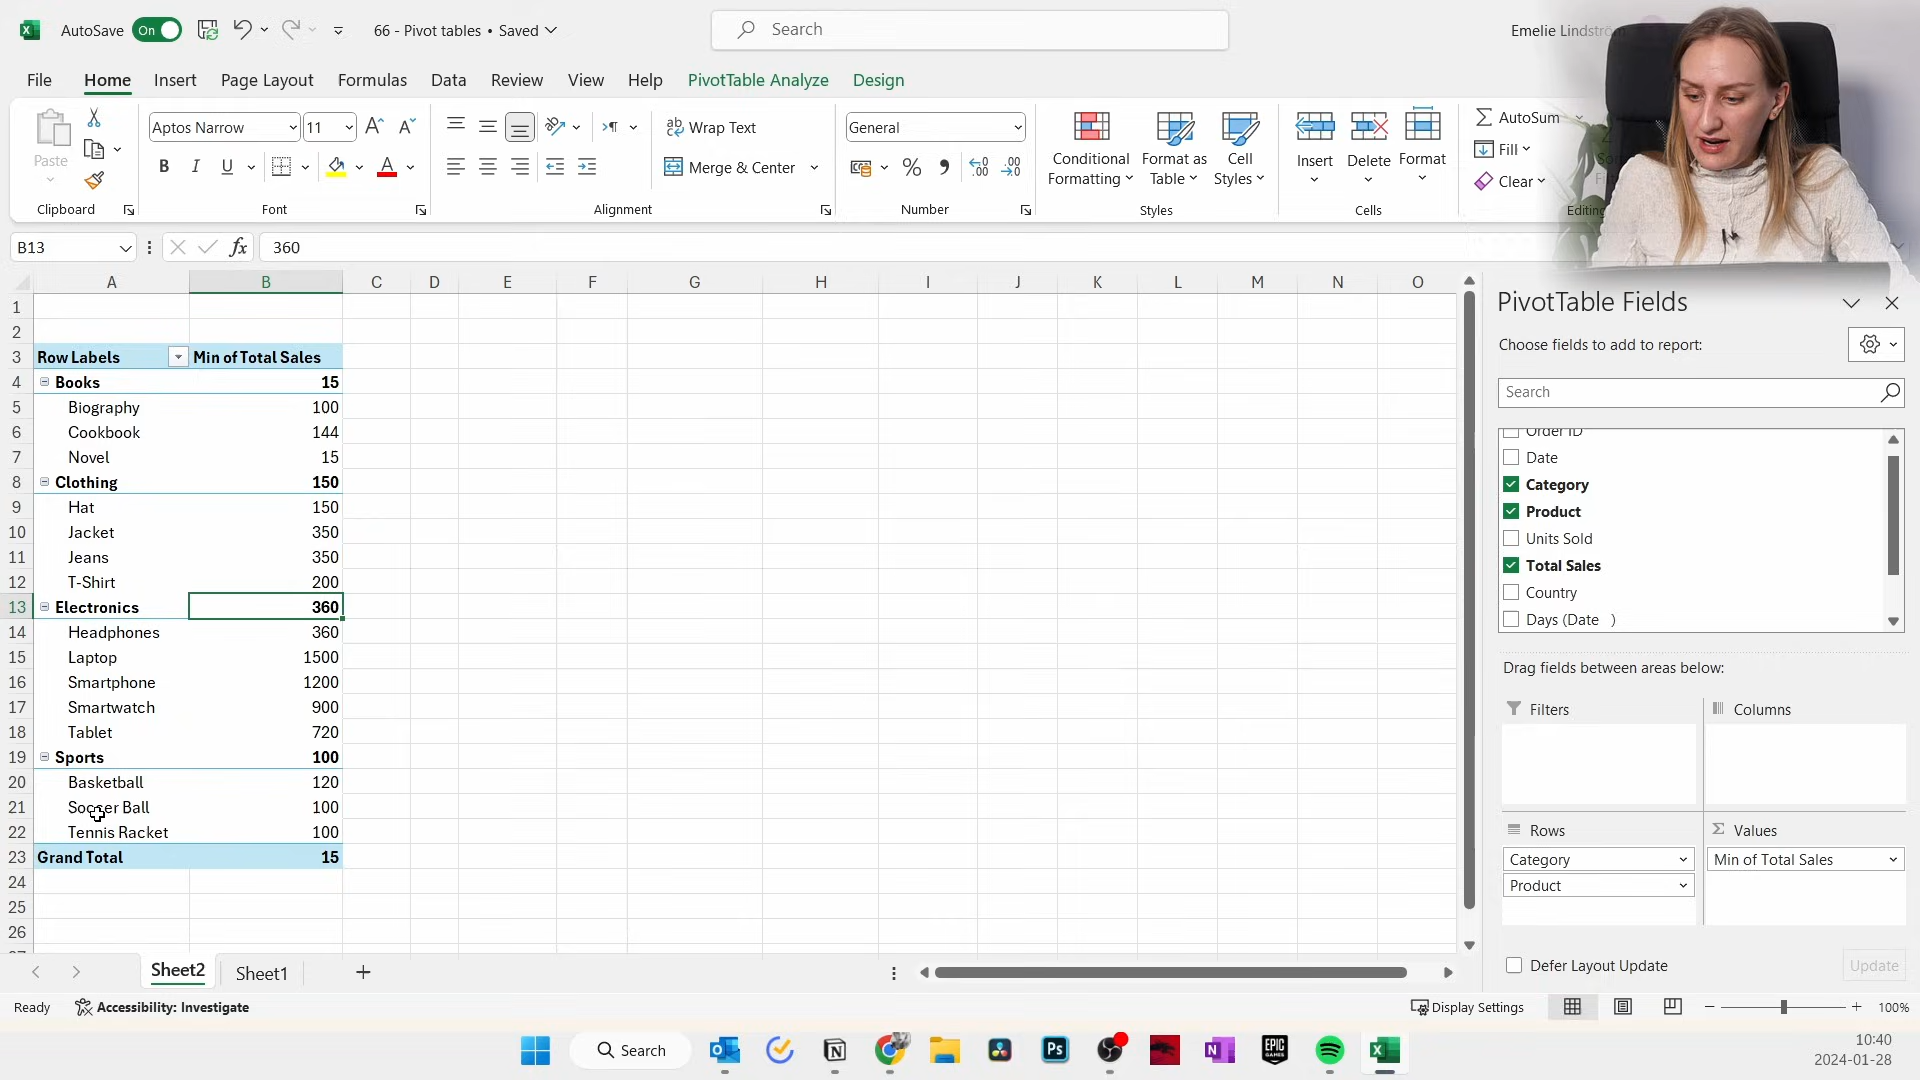 AutoSave On 66 - Pivot tables • Saved Search Emelie Lindström
File Home Insert Page Layout Formulas Data Review View Help PivotTable Analyze Design
Paste
Clipboard
Aptos Narrow 11
B I U
Font
Wrap Text
Merge & Center
Alignment
General
Number
Conditional Formatting
Format as Table
Cell Styles
Styles
Insert
Delete
Format
Cells
AutoSum
Fill
Clear
Editing
B13 fx 360
A B C D E F G H I J K L M N O
1
2
3 Row Labels Min of Total Sales
4 Books 15
5 Biography 100
6 Cookbook 144
7 Novel 15
8 Clothing 150
9 Hat 150
10 Jacket 350
11 Jeans 350
12 T-Shirt 200
13 Electronics 360
14 Headphones 360
15 Laptop 1500
16 Smartphone 1200
17 Smartwatch 900
18 Tablet 720
19 Sports 100
20 Basketball 120
21 Soccer Ball 100
22 Tennis Racket 100
23 Grand Total 15
24
25
26
PivotTable Fields
Choose fields to add to report:
Search
Order ID
Date
Category
Product
Units Sold
Total Sales
Country
Days (Date )
Drag fields between areas below:
Filters
Columns
Rows
Category
Product
Values
Min of Total Sales
Defer Layout Update Update
Sheet2 Sheet1
Ready Accessibility: Investigate Display Settings 100%
Search
Ps
EPIC GAMES
10:40
2024-01-28